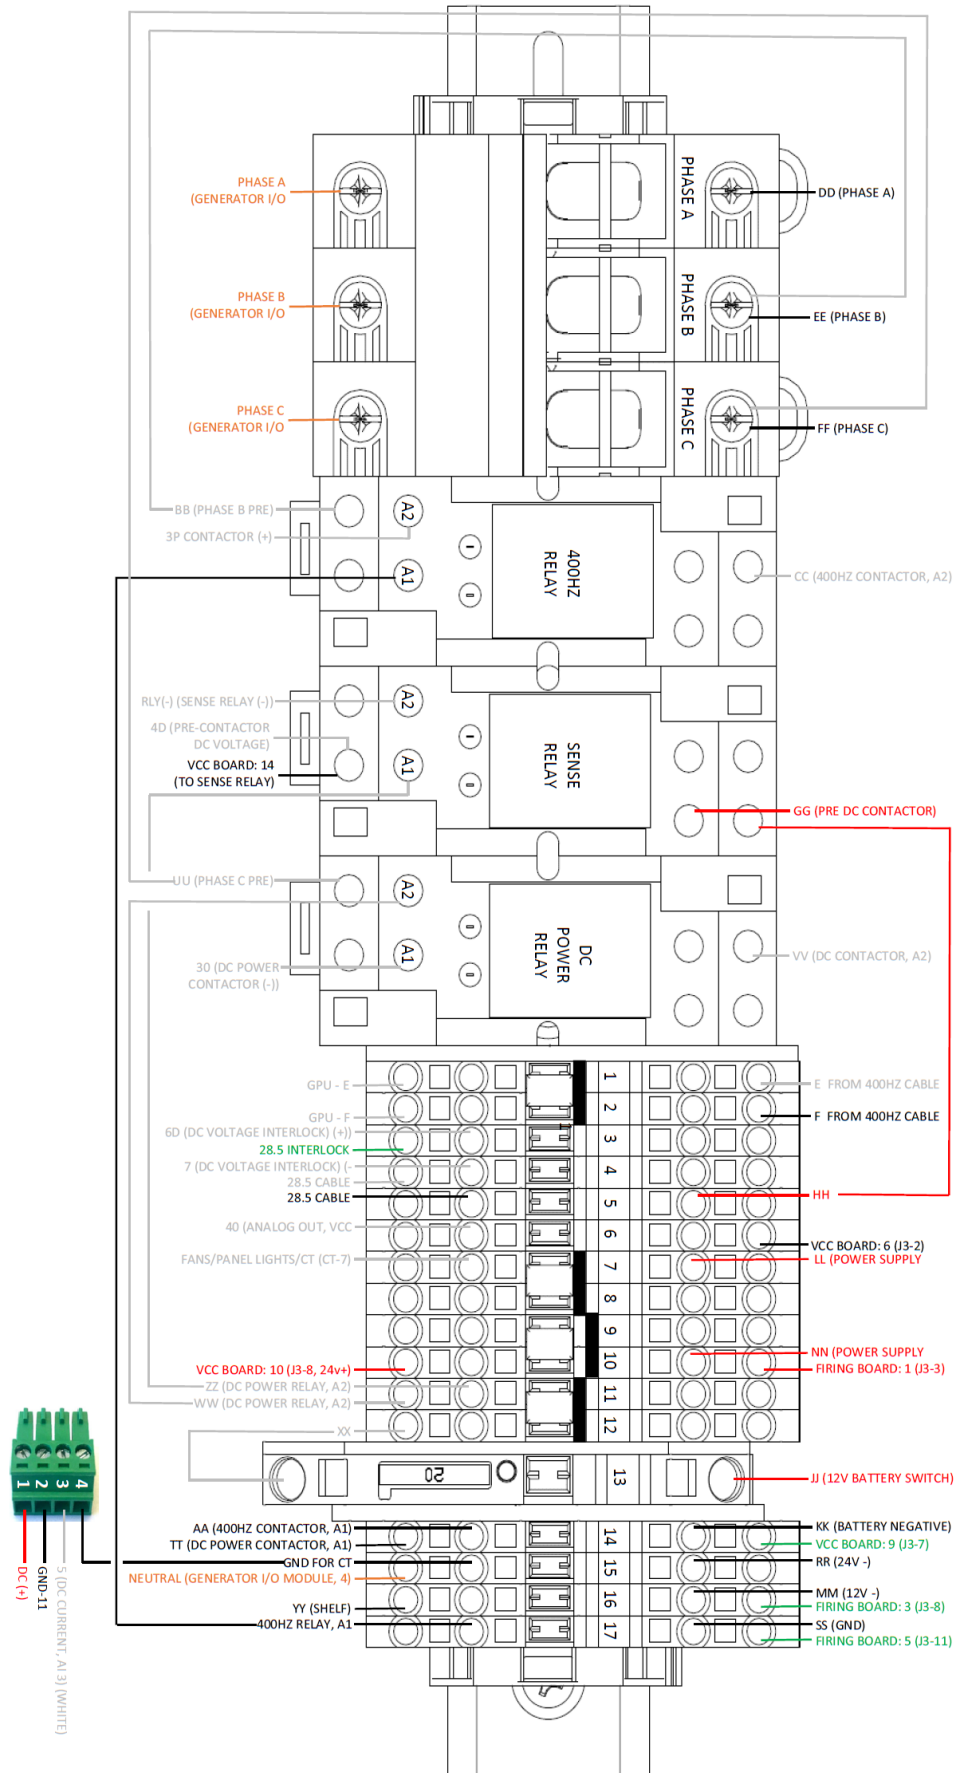 PHASE A
(GENERATOR I/O
PHASE A
DD (PHASE A)
PHASE B
(GENERATOR I/O
PHASE B
EE (PHASE B)
PHASE C
(GENERATOR I/O
PHASE C
FF (PHASE C)
BB (PHASE B PRE)
A2
3P CONTACTOR (+)
A1
400HZ
RELAY
CC (400HZ CONTACTOR, A2)
RLY(-) (SENSE RELAY (-))
A2
4D (PRE-CONTACTOR
DC VOLTAGE)
VCC BOARD: 14
(TO SENSE RELAY)
A1
SENSE
RELAY
GG (PRE DC CONTACTOR)
UU (PHASE C PRE)
A2
A1
30 (DC POWER
CONTACTOR (-))
DC
POWER
RELAY
VV (DC CONTACTOR, A2)
GPU - E
1
E FROM 400HZ CABLE
GPU - F
2
F FROM 400HZ CABLE
6D (DC VOLTAGE INTERLOCK) (+))
28.5 INTERLOCK
3
7 (DC VOLTAGE INTERLOCK) (-
28.5 CABLE
4
28.5 CABLE
5
HH
40 (ANALOG OUT, VCC
6
VCC BOARD: 6 (J3-2)
FANS/PANEL LIGHTS/CT (CT-7)
7
LL (POWER SUPPLY
8
9
NN (POWER SUPPLY
VCC BOARD: 10 (J3-8, 24v+)
10
FIRING BOARD: 1 (J3-3)
ZZ (DC POWER RELAY, A2)
11
WW (DC POWER RELAY, A2)
XX
12
20
13
JJ (12V BATTERY SWITCH)
AA (400HZ CONTACTOR, A1)
KK (BATTERY NEGATIVE)
TT (DC POWER CONTACTOR, A1)
14
VCC BOARD: 9 (J3-7)
GND FOR CT
15
RR (24V -)
NEUTRAL (GENERATOR I/O MODULE, 4)
MM (12V -)
YY (SHELF)
16
FIRING BOARD: 3 (J3-8)
400HZ RELAY, A1
17
SS (GND)
FIRING BOARD: 5 (J3-11)
1 2 3 4
DC (+)
GND-11
5 (DC CURRENT, AI 3) (WHITE)